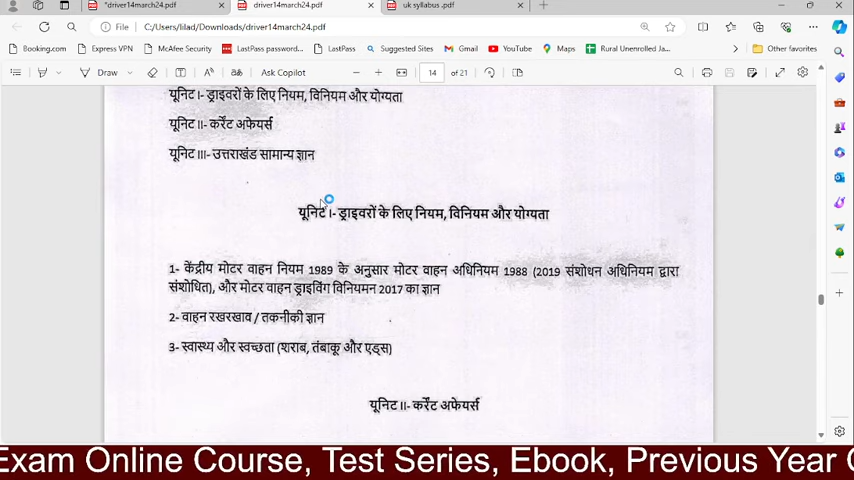 *driver14march24.pdf
driver14march24.pdf
uk syllabus .pdf
File
C:/Users/lilad/Downloads/driver14march24.pdf
Booking.com
Express VPN
McAfee Security
LastPass password...
LastPass
Suggested Sites
Gmail
YouTube
Maps
Rural Unenrolled Ja...
Other favorites
Draw
Ask Copilot
14 of 21
यूनिट I- ड्राइवरों के लिए नियम, विनियम और योग्यता
यूनिट II- करेंट अफेयर्स
यूनिट III- उत्तराखंड सामान्य ज्ञान
यूनिट I- ड्राइवरों के लिए नियम, विनियम और योग्यता
1- केंद्रीय मोटर वाहन नियम 1989 के अनुसार मोटर वाहन अधिनियम 1988 (2019 संशोधन अधिनियम द्वारा
संशोधित), और मोटर वाहन ड्राइविंग विनियमन 2017 का ज्ञान
2- वाहन रखरखाव / तकनीकी ज्ञान
3- स्वास्थ्य और स्वच्छता (शराब, तंबाकू और एड्स)
यूनिट II- करेंट अफेयर्स
Exam Online Course, Test Series, Ebook, Previous Year